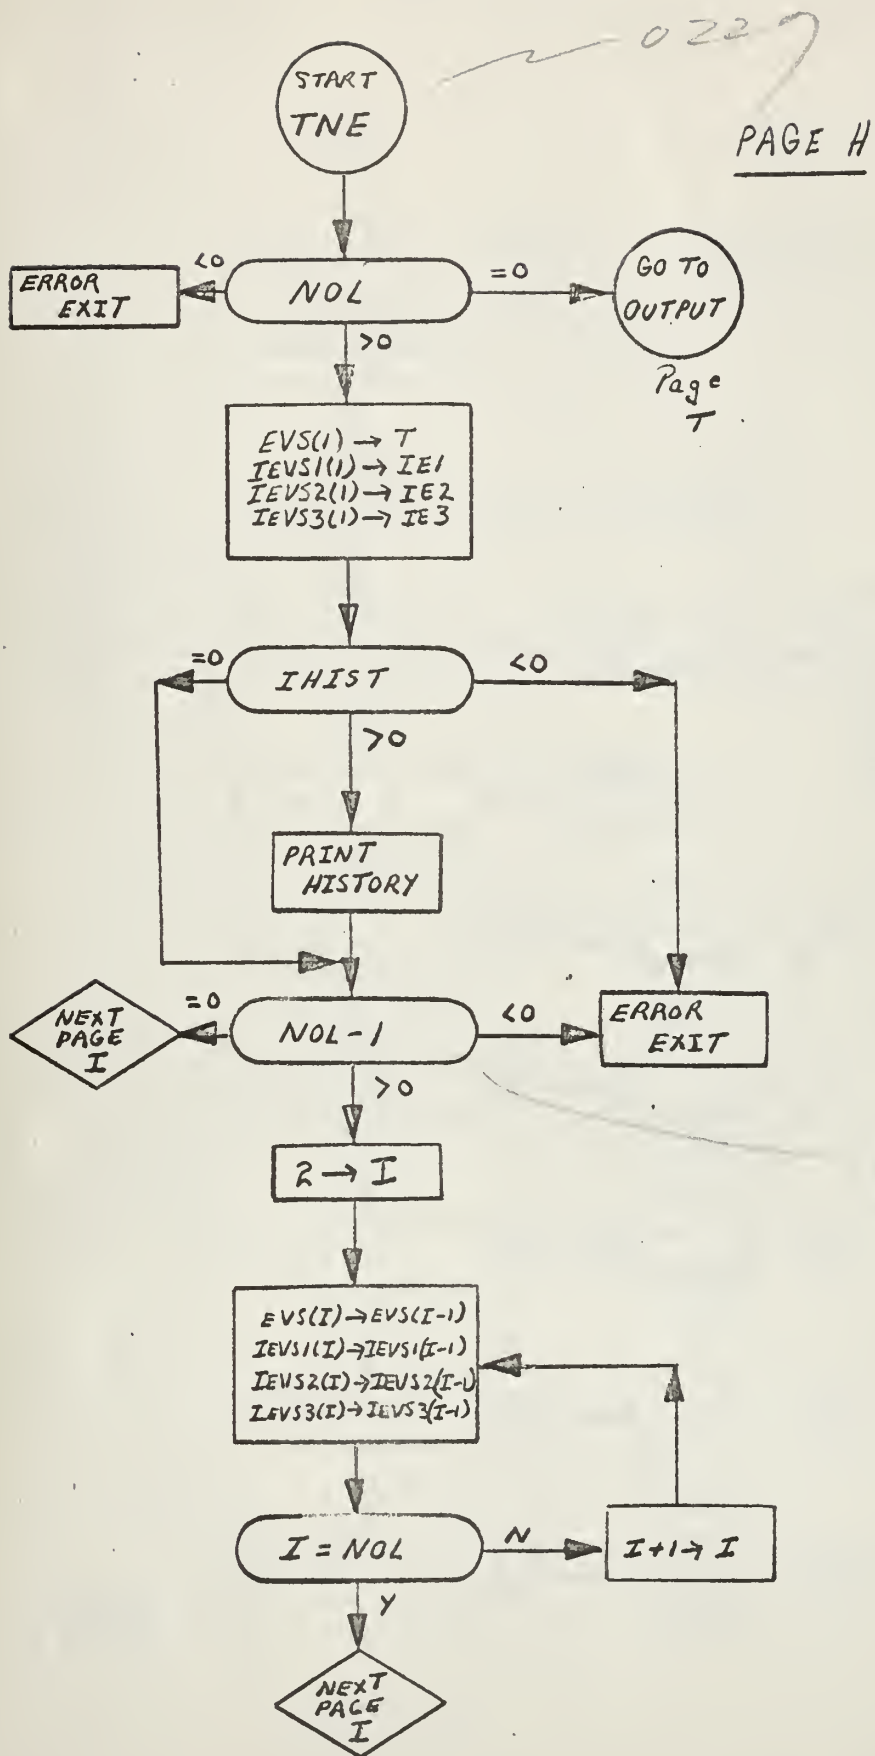 0229
PAGE H
START
TNE
<0
NOL
=0
ERROR
EXIT
GO TO
OUTPUT
Page
T
>0
EVS(1) → T
IEVS1(1) → IE1
IEVS2(1) → IE2
IEVS3(1) → IE3
=0
IHIST
<0
>0
PRINT
HISTORY
NEXT
PAGE
I
=0
NOL-1
<0
ERROR
EXIT
>0
2 → I
EVS(I) → EVS(I-1)
IEVS1(I) → IEVS1(I-1)
IEVS2(I) → IEVS2(I-1)
IEVS3(I) → IEVS3(I-1)
I = NOL
N
I+1 → I
Y
NEXT
PAGE
I